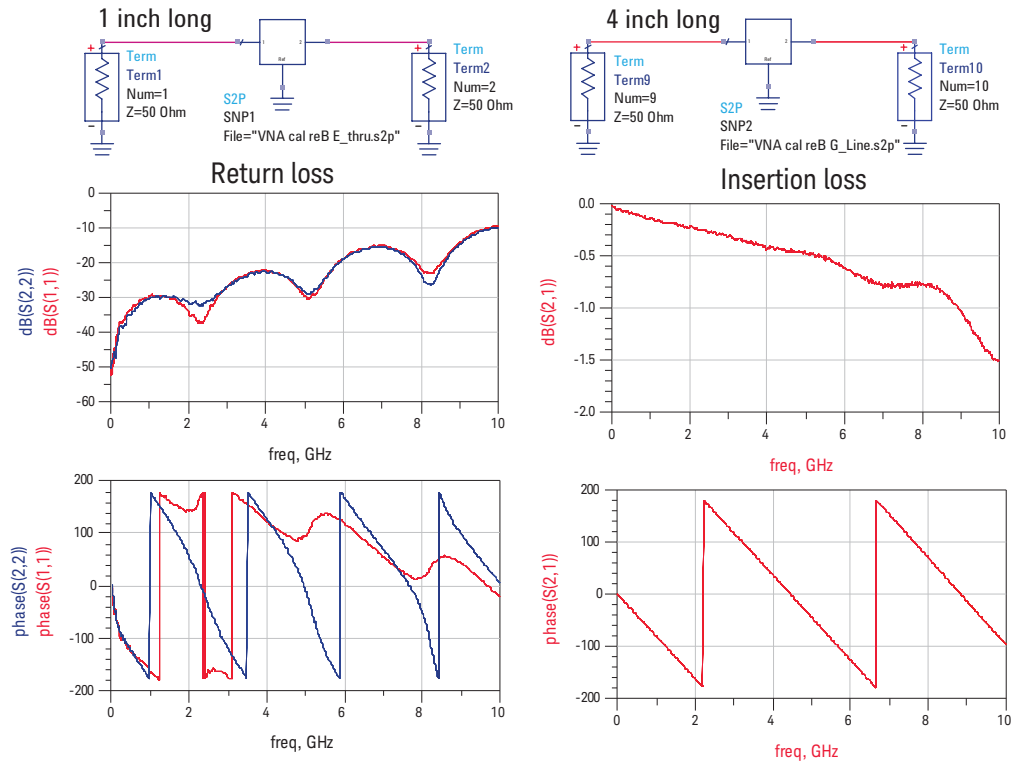 1 inch long
+
1
2
Ref
+
Term
Term1
Num=1
Z=50 Ohm
-
S2P
SNP1
File="VNA cal reB E_thru.s2p"
Term
Term2
Num=2
Z=50 Ohm
-
4 inch long
+
1
2
Ref
+
Term
Term9
Num=9
Z=50 Ohm
-
S2P
SNP2
File="VNA cal reB G_Line.s2p"
Term
Term10
Num=10
Z=50 Ohm
-
Return loss
dB(S(2,2))
dB(S(1,1))
0
-10
-20
-30
-40
-50
-60
0 2 4 6 8 10
freq, GHz
Insertion loss
dB(S(2,1))
0.0
-0.5
-1.0
-1.5
-2.0
0 2 4 6 8 10
freq, GHz
phase(S(2,2))
phase(S(1,1))
200
100
0
-100
-200
0 2 4 6 8 10
freq, GHz
phase(S(2,1))
200
100
0
-100
-200
0 2 4 6 8 10
freq, GHz